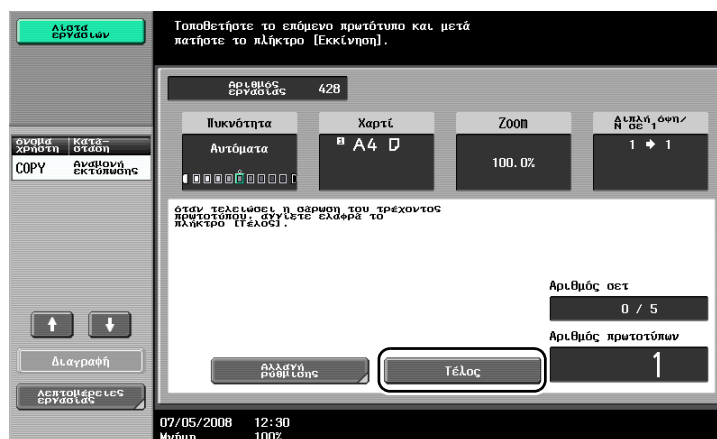 Λίστα
εργασιών
Τοποθετήστε το επόμενο πρωτότυπο και μετά
πατήστε το πλήκτρο [Εκκίνηση].
Αριθμός
εργασίας
428
Πυκνότητα
Χαρτί
Zoom
Διπλή όψη/
N σε 1
Αυτόματα
A4
100.0%
1 → 1
όνομα
χρήστη
Κατά-
σταση
COPY
Αναμονή
εκτύπωσης
όταν τελειώσει η σάρωση του τρέχοντος
πρωτοτύπου, αγγίξτε ελαφρά το
πλήκτρο [Τέλος].
Αριθμός σετ
0 / 5
Αριθμός πρωτοτύπων
1
Αλλαγή
ρύθμισης
Τέλος
Διαγραφή
Λεπτομέρειες
εργασίας
07/05/2008 12:30
Μνήμη 100%